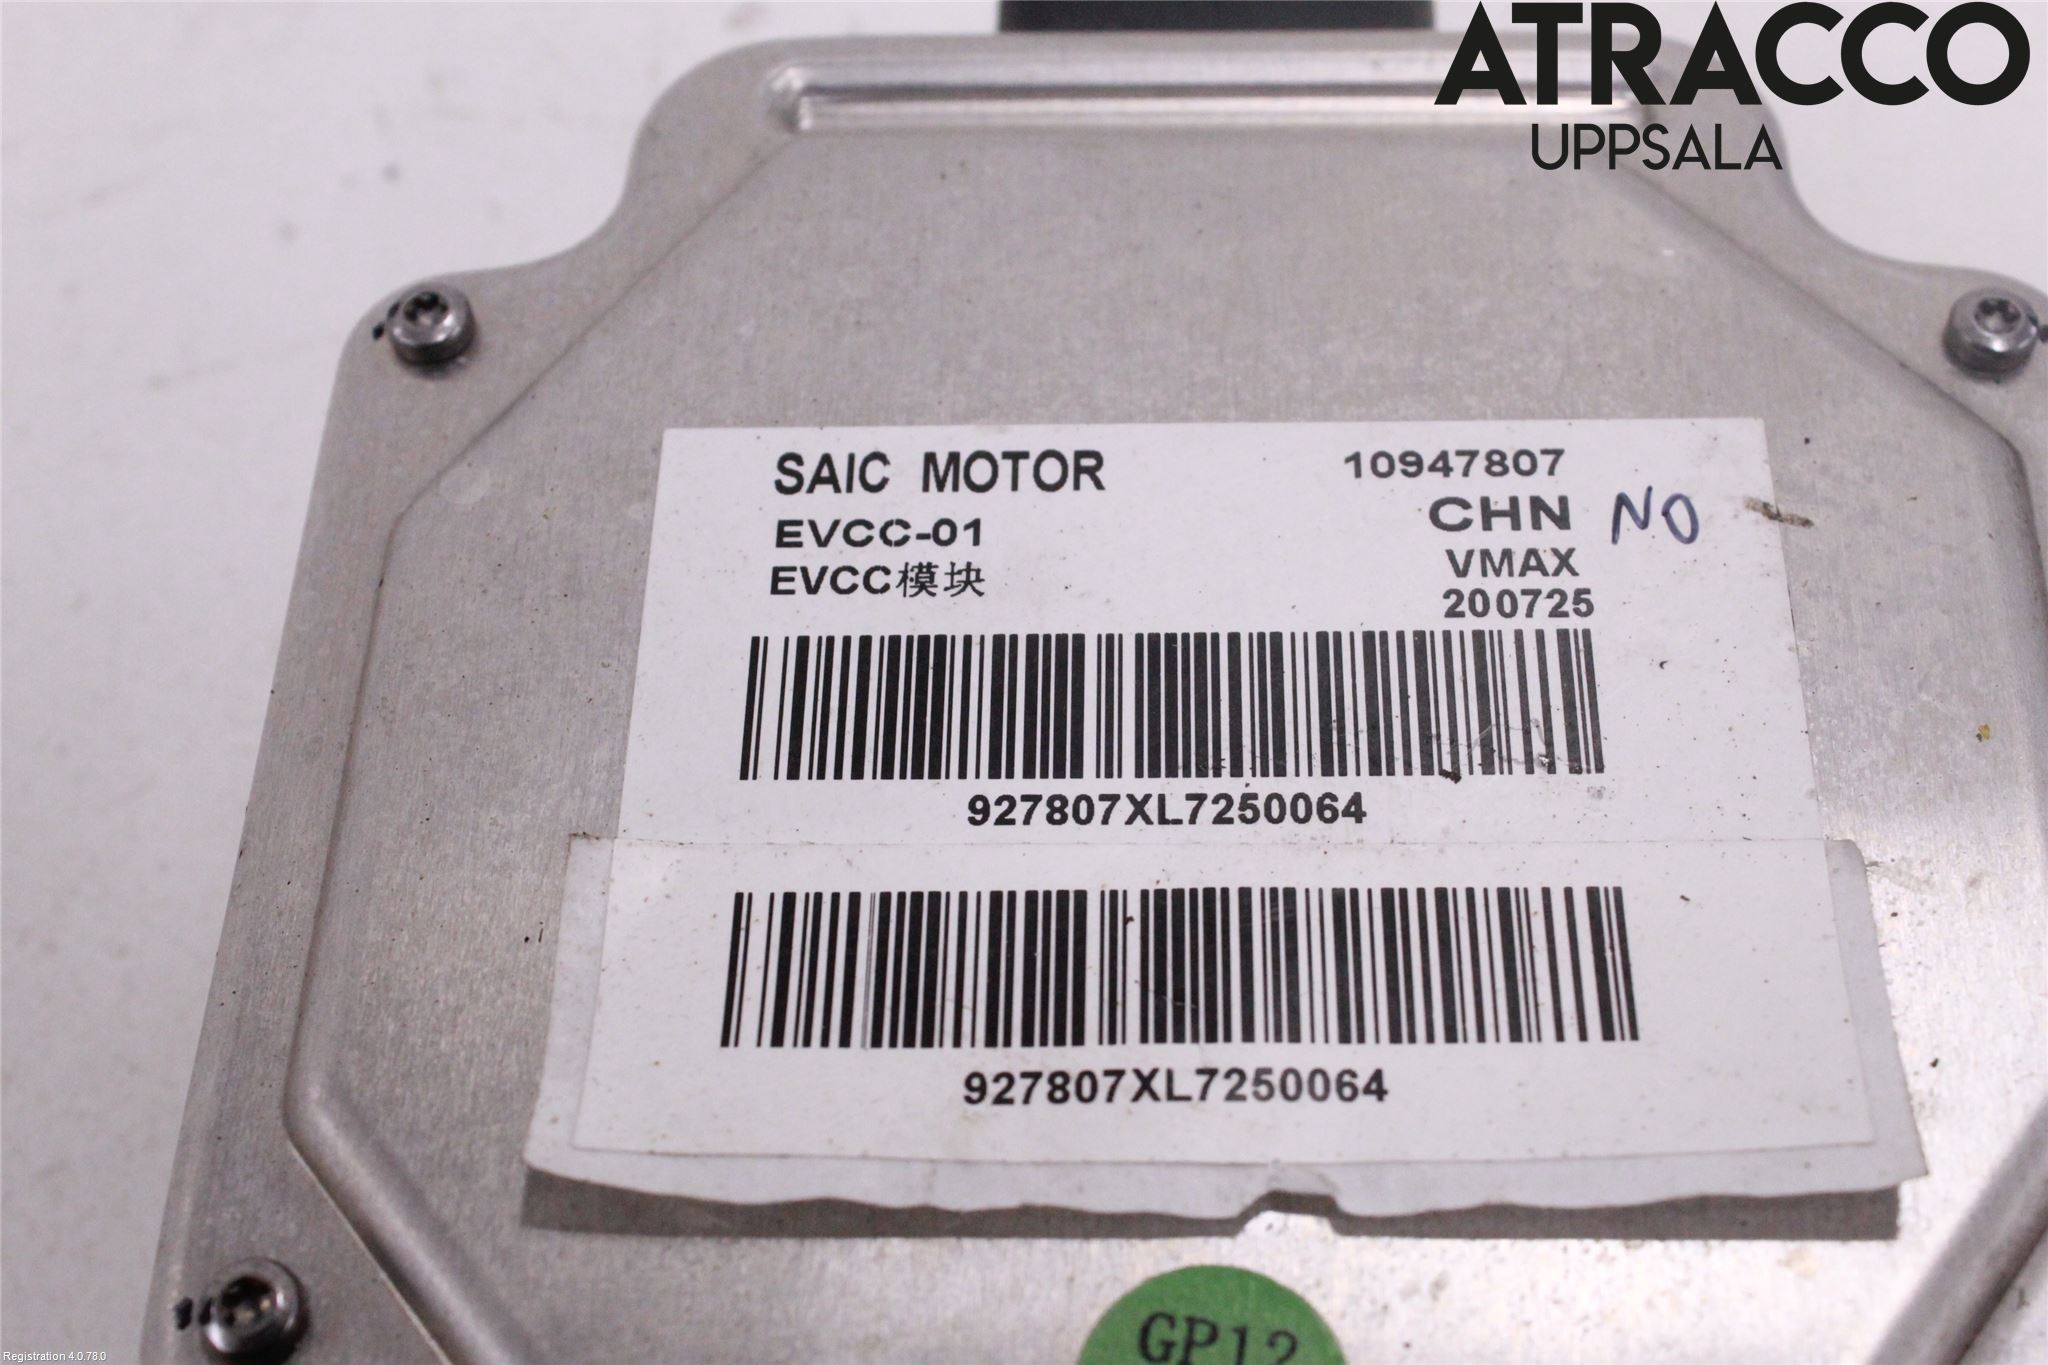 ATRACCO
UPPSALA
SAIC MOTOR 10947807
EVCC-01 CHN NO
EVCC模块 VMAX
200725
927807XL7250064
927807XL7250064
GP12
Registration 4.0.78.0